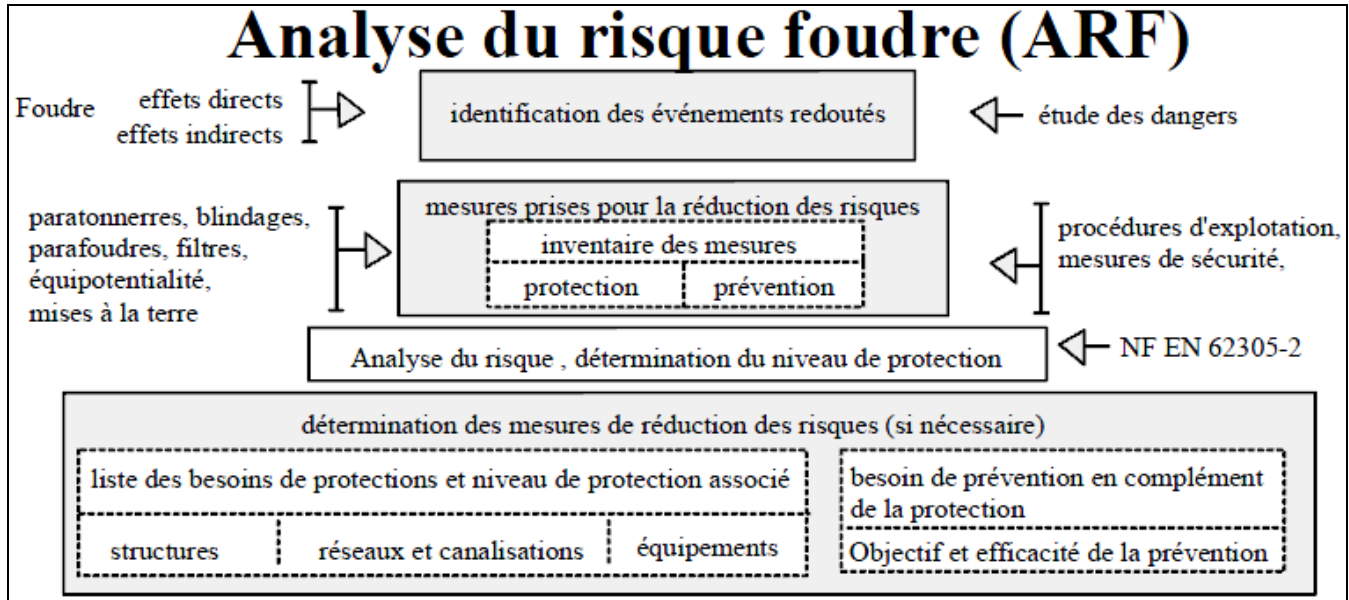 Analyse du risque foudre (ARF)
Foudre
effets directs
effets indirects
identification des événements redoutés
étude des dangers
paratonnerres, blindages,
parafoudres, filtres,
équipotentialité,
mises à la terre
mesures prises pour la réduction des risques
inventaire des mesures
protection
prévention
procédures d'explotation,
mesures de sécurité,
Analyse du risque , détermination du niveau de protection
NF EN 62305-2
détermination des mesures de réduction des risques (si nécessaire)
liste des besoins de protections et niveau de protection associé
structures
réseaux et canalisations
équipements
besoin de prévention en complément
de la protection
Objectif et efficacité de la prévention